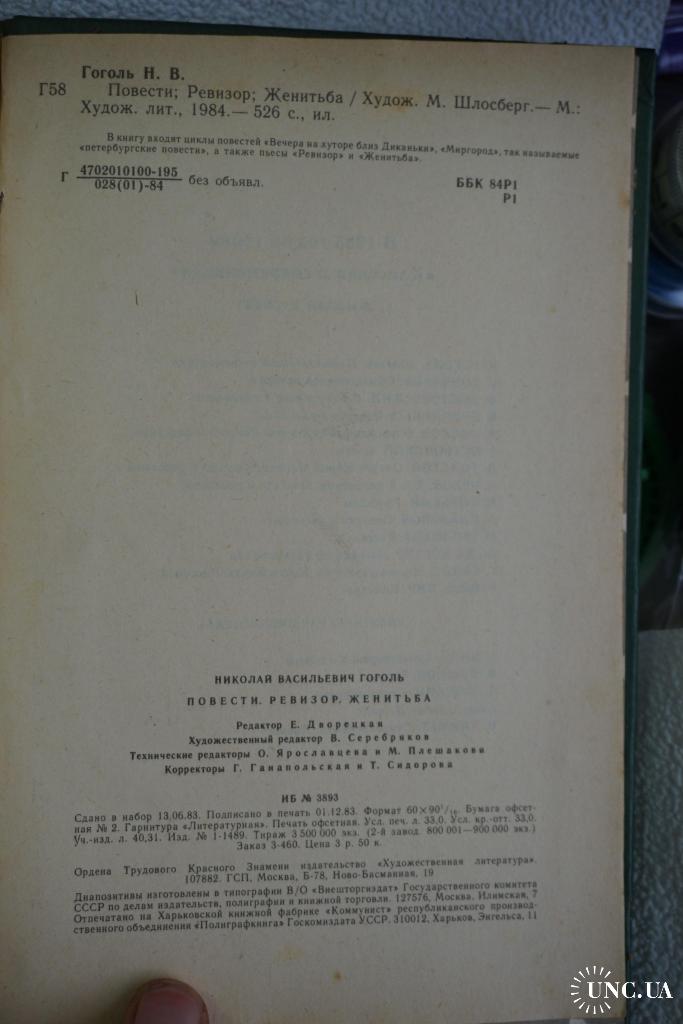 Гоголь Н. В.
Г58 Повести; Ревизор; Женитьба / Худож. М. Шлосберг.— М.:
Худож. лит., 1984.— 526 с., ил.
В книгу входят циклы повестей «Вечера на хуторе близ Диканьки», «Миргород», так называемые
«петербургские повести», а также пьесы «Ревизор» и «Женитьба».
Г 4702010100-195
028(01)-84 без объявл.
ББК 84Р1
Р1
НИКОЛАЙ ВАСИЛЬЕВИЧ ГОГОЛЬ
ПОВЕСТИ. РЕВИЗОР. ЖЕНИТЬБА
Редактор Е. Дворецкая
Художественный редактор В. Серебряков
Технические редакторы О. Ярославцева и М. Плешакова
Корректоры Г. Ганапольская и Т. Сидорова
ИБ № 3893
Сдано в набор 13.06.83. Подписано в печать 01.12.83. Формат 60×90¹/₁₆. Бумага офсет-
ная № 2. Гарнитура «Литературная». Печать офсетная. Усл. печ. л. 33,0. Усл. кр.-отт. 33,0.
Уч.-изд. л. 40,31. Изд. № 1-1489. Тираж 3 500 000 экз. (2-й завод 800 001—900 000 экз.)
Заказ 3-460. Цена 3 р. 50 к.
Ордена Трудового Красного Знамени издательство «Художественная литература».
107882. ГСП, Москва, Б-78, Ново-Басманная, 19
Диапозитивы изготовлены в типографии В/О «Внешторгиздат» Государственного комитета
СССР по делам издательств, полиграфии и книжной торговли. 127576, Москва. Илимская, 7
Отпечатано на Харьковской книжной фабрике «Коммунист» республиканского производ-
ственного объединения «Полиграфкнига» Госкомиздата УССР. 310012, Харьков, Энгельса, 11
UNC.UA